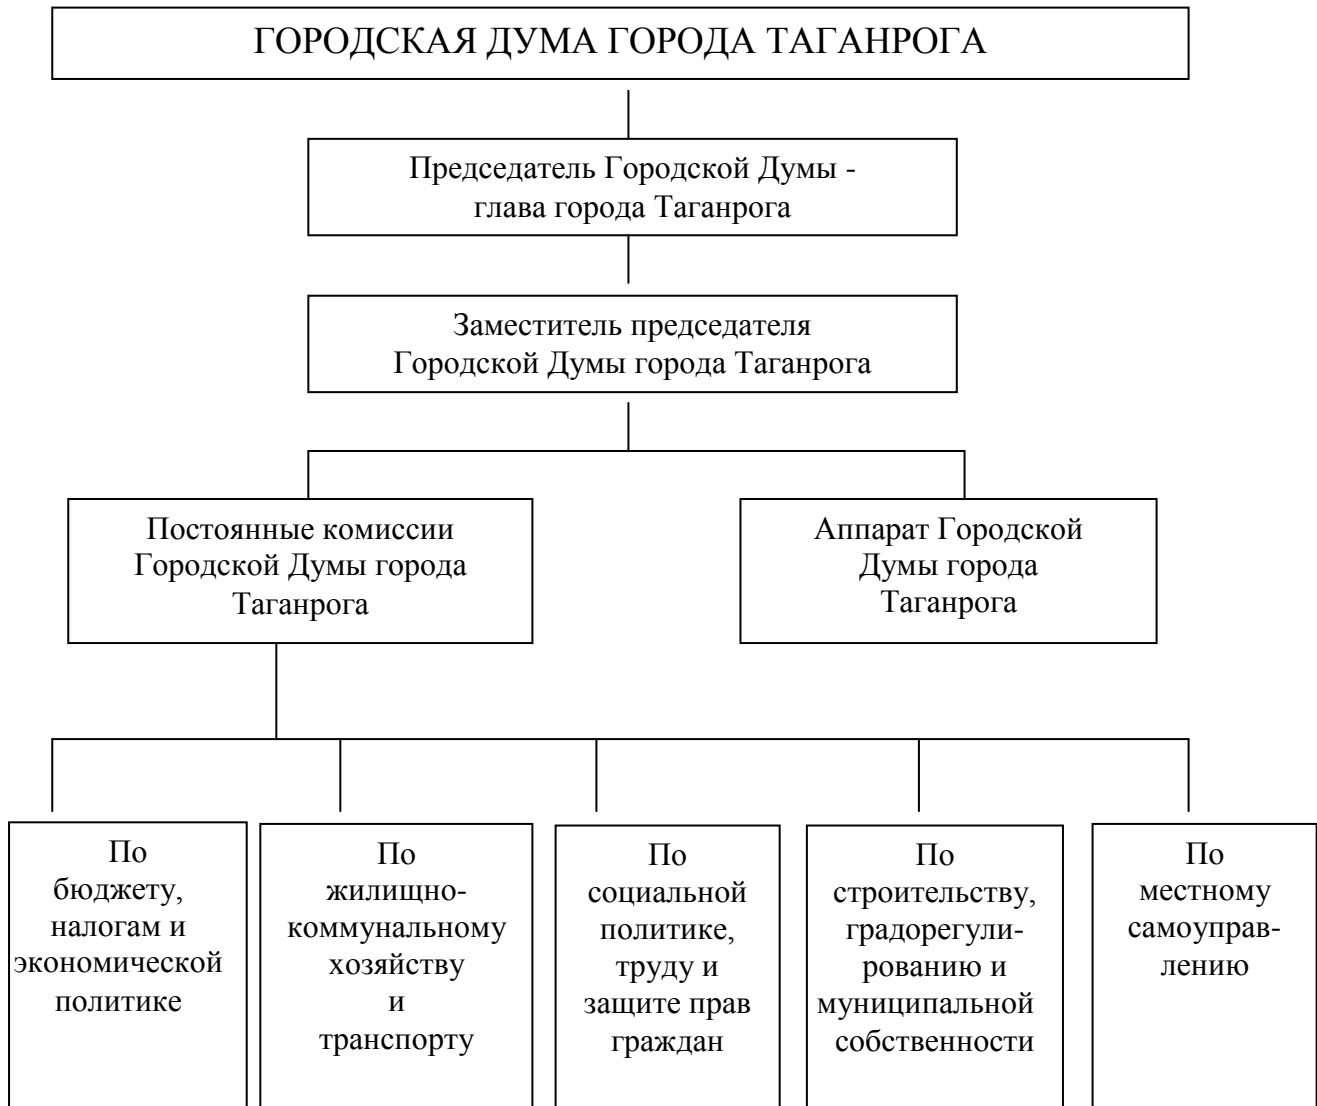 ГОРОДСКАЯ ДУМА ГОРОДА ТАГАНРОГА
Председатель Городской Думы -
глава города Таганрога
Заместитель председателя
Городской Думы города Таганрога
Постоянные комиссии
Городской Думы города
Таганрога
Аппарат Городской
Думы города
Таганрога
По
бюджету,
налогам и
экономической
политике
По
жилищно-
коммунальному
хозяйству
и
транспорту
По
социальной
политике,
труду и
защите прав
граждан
По
строительству,
градорегули-
рованию и
муниципальной
собственности
По
местному
самоуправ-
лению